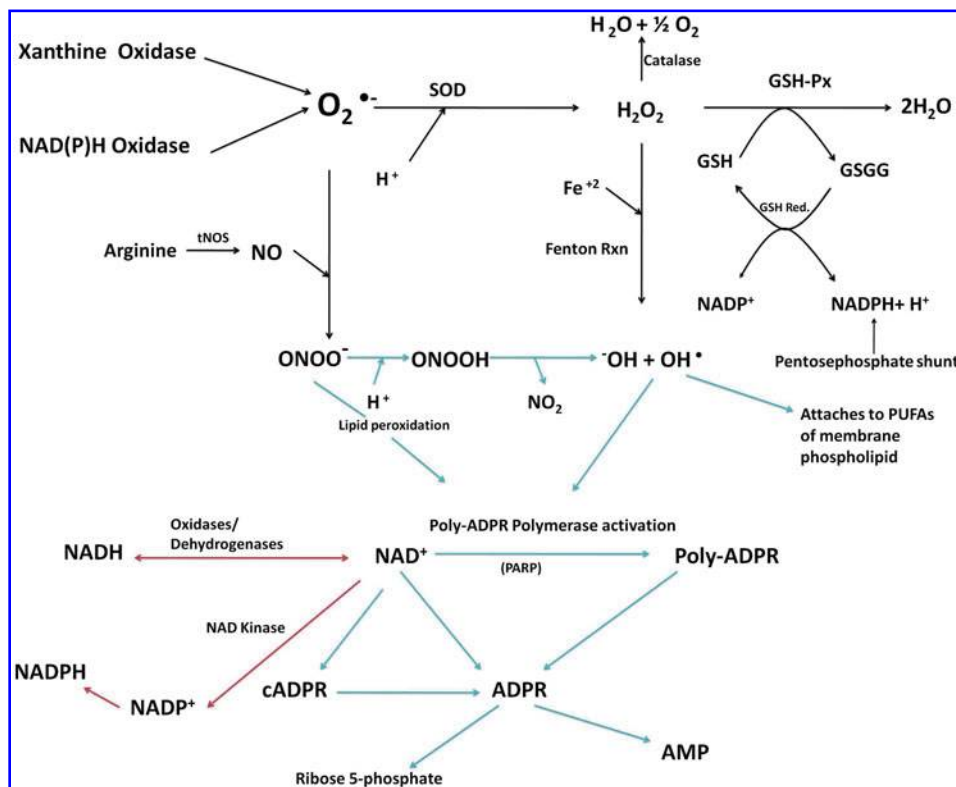 H₂O + ½ O₂
Xanthine Oxidase
Catalase
GSH-Px
SOD
O₂ •-
H₂O₂
2H₂O
NAD(P)H Oxidase
GSH
GSGG
H⁺
Fe⁺²
GSH Red.
tNOS
Arginine
NO
Fenton Rxn
NADP⁺
NADPH+ H⁺
Pentosephosphate shunt
ONOO⁻
ONOOH
⁻OH + OH•
H⁺
NO₂
Lipid peroxidation
Attaches to PUFAs
of membrane
phospholipid
Oxidases/
Dehydrogenases
Poly-ADPR Polymerase activation
NADH
NAD⁺
(PARP)
Poly-ADPR
NAD Kinase
NADPH
NADP⁺
cADPR
ADPR
AMP
Ribose 5-phosphate